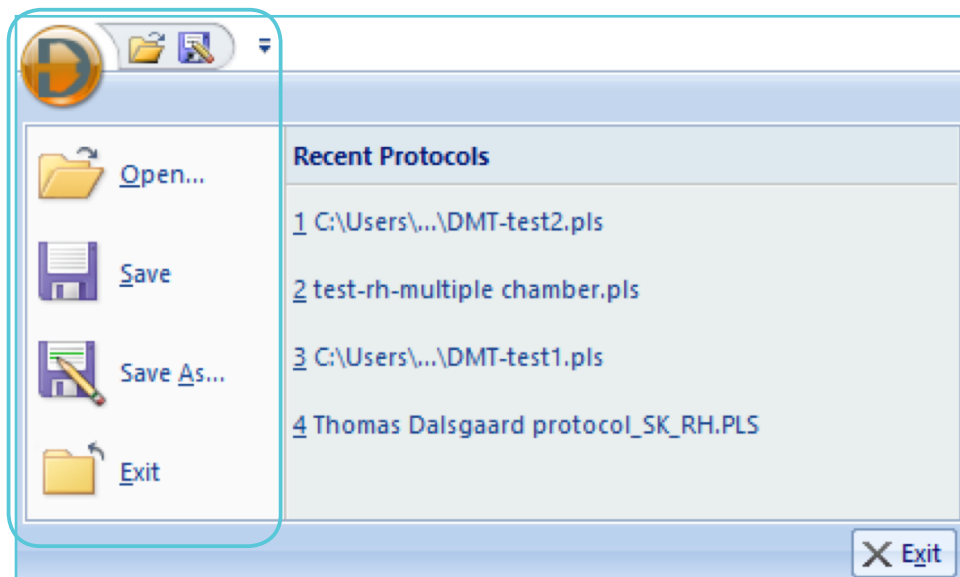 D
Open...
Save
Save As...
Exit
Recent Protocols
1 C:\Users\...\DMT-test2.pls
2 test-rh-multiple chamber.pls
3 C:\Users\...\DMT-test1.pls
4 Thomas Dalsgaard protocol_SK_RH.PLS
Exit